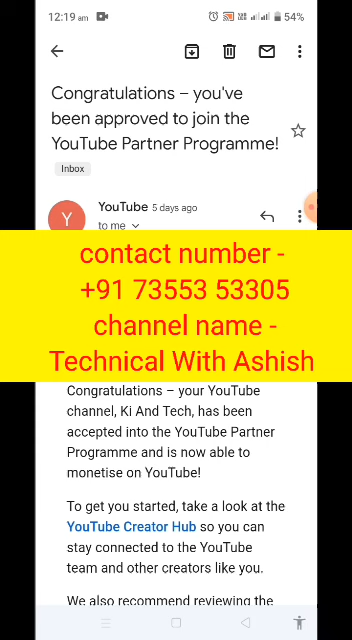 12:19 am
54%
Congratulations – you've
been approved to join the
YouTube Partner Programme!
Inbox
Y
YouTube 5 days ago
to me
contact number -
+91 73553 53305
channel name -
Technical With Ashish
Congratulations – your YouTube
channel, Ki And Tech, has been
accepted into the YouTube Partner
Programme and is now able to
monetise on YouTube!
To get you started, take a look at the
YouTube Creator Hub so you can
stay connected to the YouTube
team and other creators like you.
We also recommend reviewing the